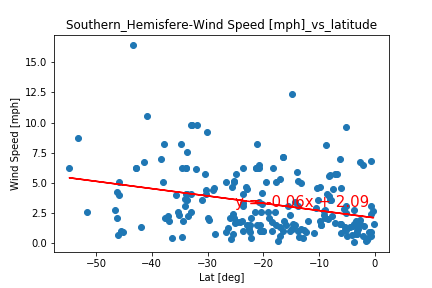 Southern_Hemisfere-Wind Speed [mph]_vs_latitude
Wind Speed [mph]
15.0
12.5
10.0
7.5
5.0
2.5
0.0
y = -0.06x + 2.09
−50 −40 −30 −20 −10 0
Lat [deg]